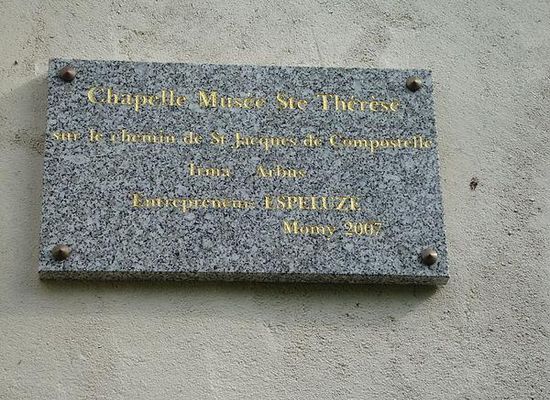 Chapelle Musée Ste Thérèse
sur le chemin de St Jacques de Compostelle
Irma Arbus
Entrepreneur ESPELUZE
Momy 2007